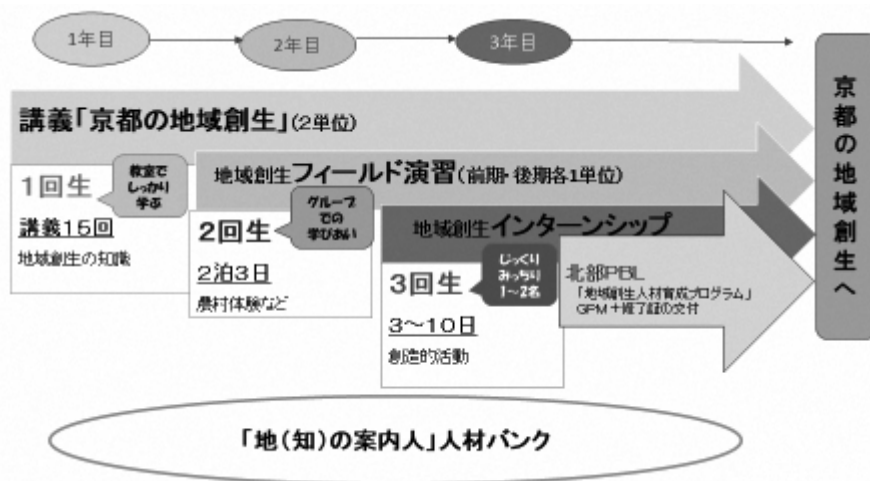 1年目
2年目
3年目
京都の地域創生へ
講義「京都の地域創生」(2単位)
1回生
教室で
しっかり
学ぶ
講義15回
地域創生の知識
地域創生フィールド演習(前期・後期各1単位)
2回生
グループ
での
学びあい
2泊3日
農村体験など
地域創生インターンシップ
3回生
じっくり
みっちり
1～2名
3～10日
創造的活動
北部PBL
「地域創生人材育成プログラム」
GPM＋修了証の交付
「地(知)の案内人」人材バンク